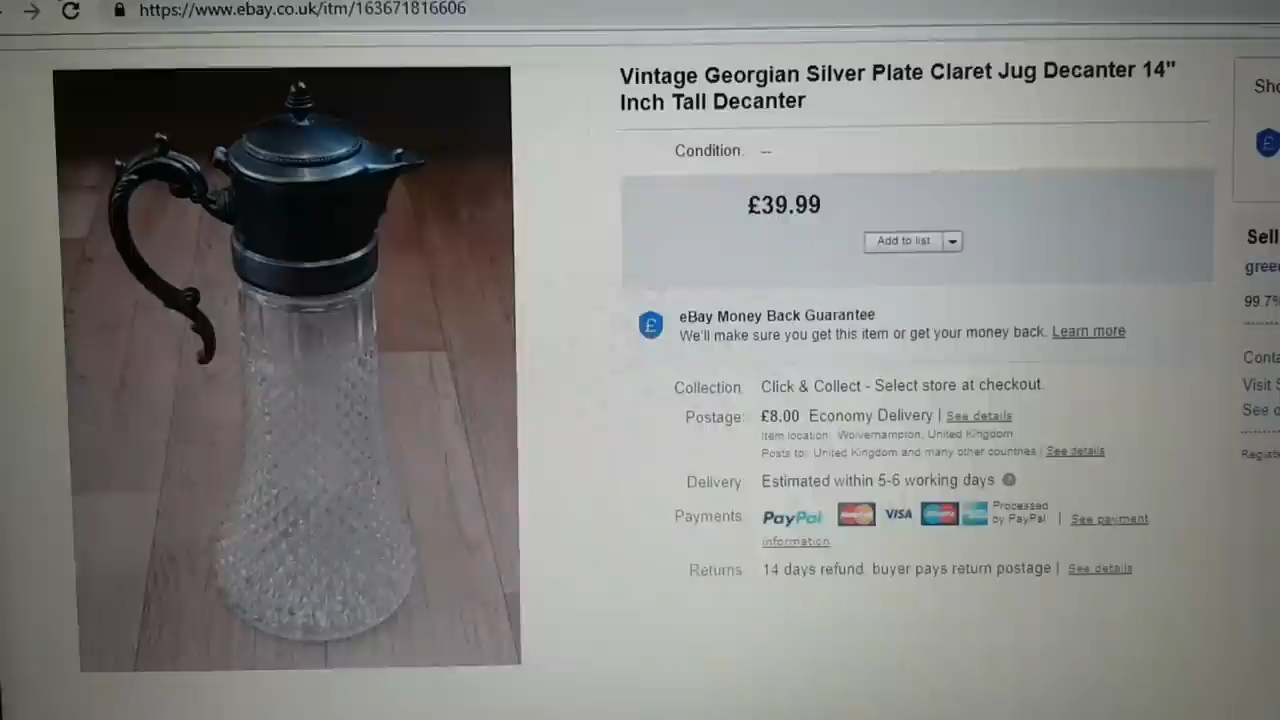 https://www.ebay.co.uk/itm/163671816606
Vintage Georgian Silver Plate Claret Jug Decanter 14"
Inch Tall Decanter
Condition: --
£39.99
Add to list
eBay Money Back Guarantee
We'll make sure you get this item or get your money back. Learn more
Collection: Click & Collect - Select store at checkout.
Postage: £8.00 Economy Delivery | See details
Item location: Wolverhampton, United Kingdom
Posts to: United Kingdom and many other countries | See details
Delivery: Estimated within 5-6 working days
Payments: PayPal MasterCard VISA Processed by PayPal | See payment
information
Returns: 14 days refund, buyer pays return postage | See details
Sho
Sell
gree
99.7%
Conta
Visit S
See o
Registe